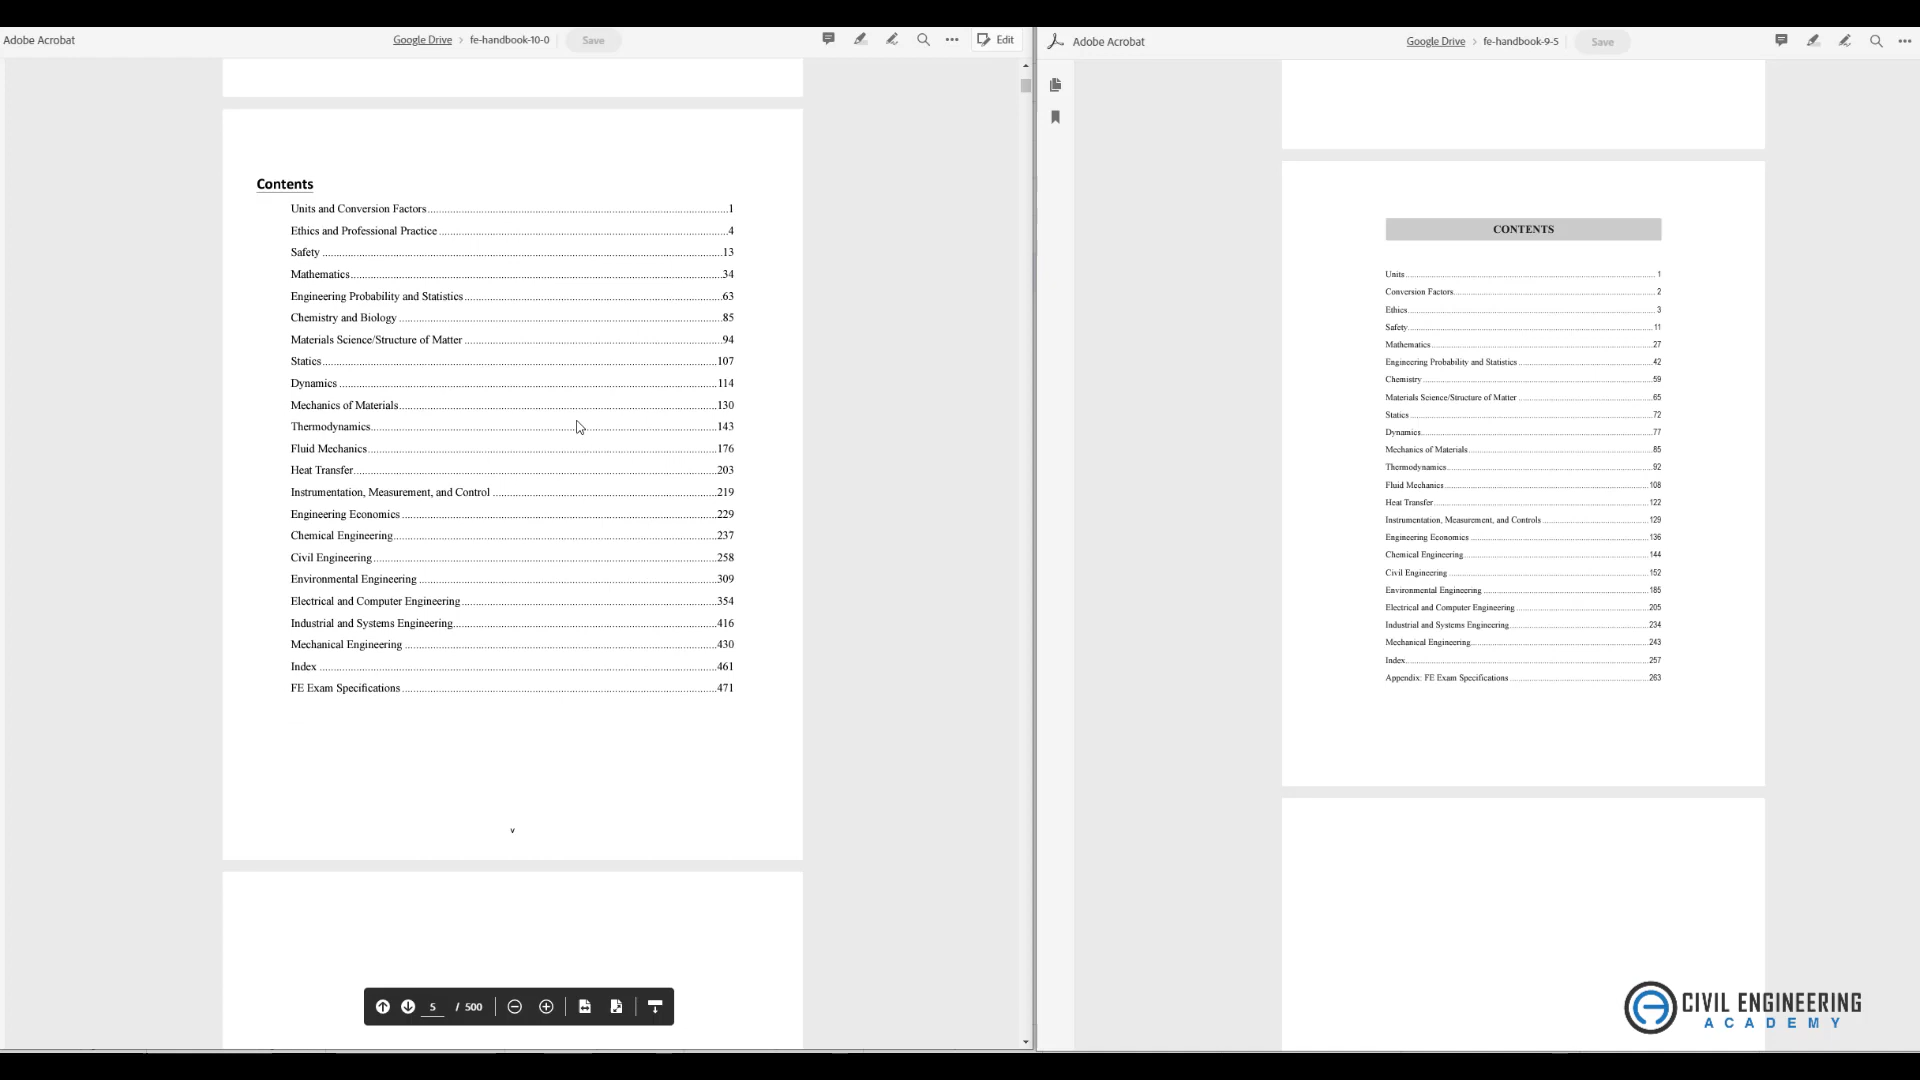 Adobe Acrobat
Google Drive > fe-handbook-10-0
Save
Edit
Contents
Units and Conversion Factors 1
Ethics and Professional Practice 4
Safety 13
Mathematics 34
Engineering Probability and Statistics 63
Chemistry and Biology 85
Materials Science/Structure of Matter 94
Statics 107
Dynamics 114
Mechanics of Materials 130
Thermodynamics 143
Fluid Mechanics 176
Heat Transfer 203
Instrumentation, Measurement, and Control 219
Engineering Economics 229
Chemical Engineering 237
Civil Engineering 258
Environmental Engineering 309
Electrical and Computer Engineering 354
Industrial and Systems Engineering 416
Mechanical Engineering 430
Index 461
FE Exam Specifications 471
v
5 / 500
Adobe Acrobat
Google Drive > fe-handbook-9-5
Save
CONTENTS
Units 1
Conversion Factors 2
Ethics 3
Safety 11
Mathematics 27
Engineering Probability and Statistics 42
Chemistry 59
Materials Science/Structure of Matter 65
Statics 72
Dynamics 77
Mechanics of Materials 85
Thermodynamics 92
Fluid Mechanics 108
Heat Transfer 122
Instrumentation, Measurement, and Controls 129
Engineering Economics 136
Chemical Engineering 144
Civil Engineering 152
Environmental Engineering 185
Electrical and Computer Engineering 205
Industrial and Systems Engineering 234
Mechanical Engineering 243
Index 257
Appendix: FE Exam Specifications 263
CIVIL ENGINEERING
ACADEMY